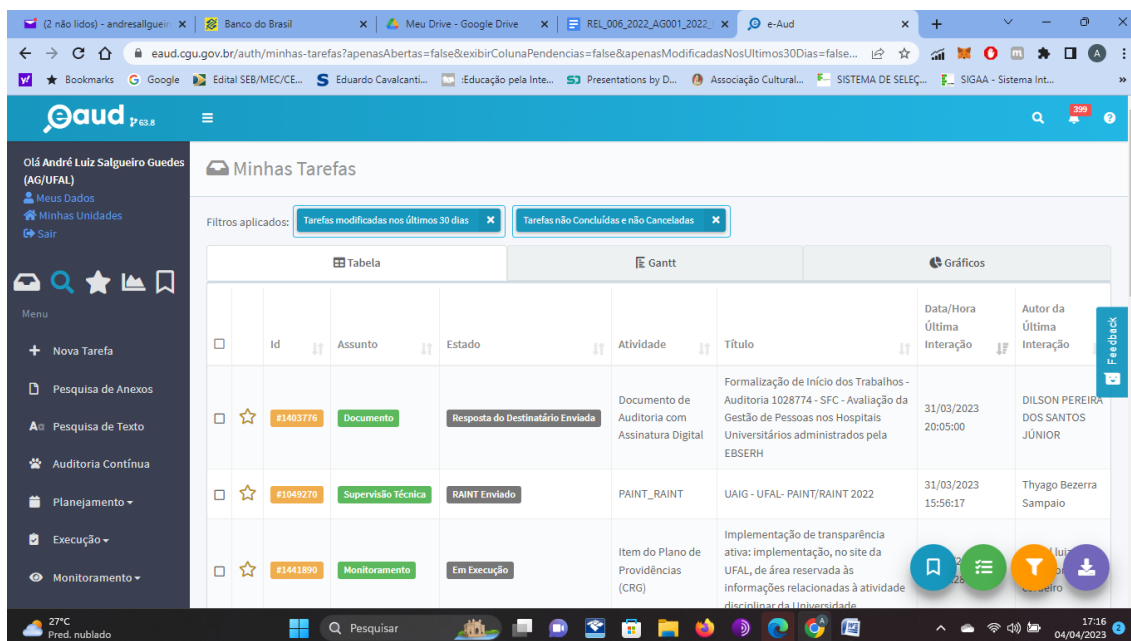 (2 não lidos) - andresallguein
Banco do Brasil
Meu Drive - Google Drive
REL_006_2022_AG001_2022_
e-Aud
eaud.cgu.gov.br/auth/minhas-tarefas?apenasAbertas=false&exibirColunaPendencias=false&apenasModificadasNosUltimos30Dias=false...
A
Bookmarks
Google
Edital SEB/MEC/CE...
Eduardo Cavalcanti...
:Educação pela Inte...
Presentations by D...
Associação Cultural...
SISTEMA DE SELEÇ...
SIGAA - Sistema Int...
»
eaud 63.8
399
Olá André Luiz Salgueiro Guedes
(AG/UFAL)
Meus Dados
Minhas Unidades
Sair
Menu
Nova Tarefa
Pesquisa de Anexos
Pesquisa de Texto
Auditoria Contínua
Planejamento
Execução
Monitoramento
Minhas Tarefas
Filtros aplicados:
Tarefas modificadas nos últimos 30 dias
Tarefas não Concluídas e não Canceladas
Tabela
Gantt
Gráficos
Id
Assunto
Estado
Atividade
Título
Data/Hora
Última
Interação
Autor da
Última
Interação
Feedback
#1403776
Documento
Resposta do Destinatário Enviada
Documento de
Auditoria com
Assinatura Digital
Formalização de Início dos Trabalhos -
Auditoria 1028774 - SFC - Avaliação da
Gestão de Pessoas nos Hospitais
Universitários administrados pela
EBSERH
31/03/2023
20:05:00
DILSON PEREIRA
DOS SANTOS
JÚNIOR
#1049270
Supervisão Técnica
RAINT Enviado
PAINT_RAINT
UAIG - UFAL- PAINT/RAINT 2022
31/03/2023
15:56:17
Thyago Bezerra
Sampaio
#1441890
Monitoramento
Em Execução
Item do Plano de
Providências
(CRG)
Implementação de transparência
ativa: implementação, no site da
UFAL, de área reservada às
informações relacionadas à atividade
disciplinar da Universidade
27°C
Pred. nublado
Pesquisar
17:16
04/04/2023
2